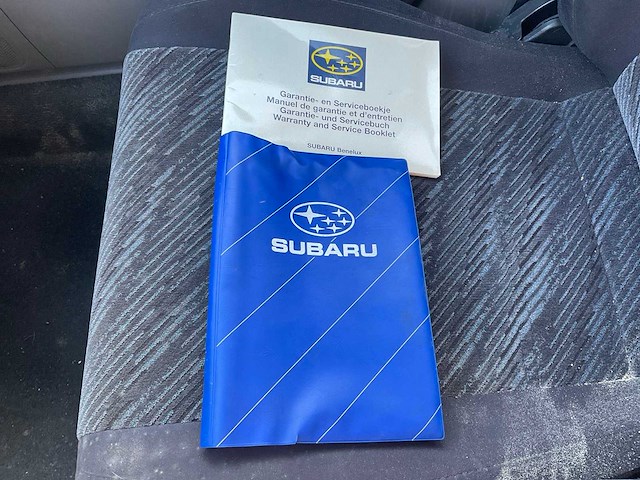 SUBARU
Garantie- en Serviceboekje
Manuel de garantie et d'entretien
Garantie- und Servicebuch
Warranty and Service Booklet
SUBARU Benelux
SUBARU